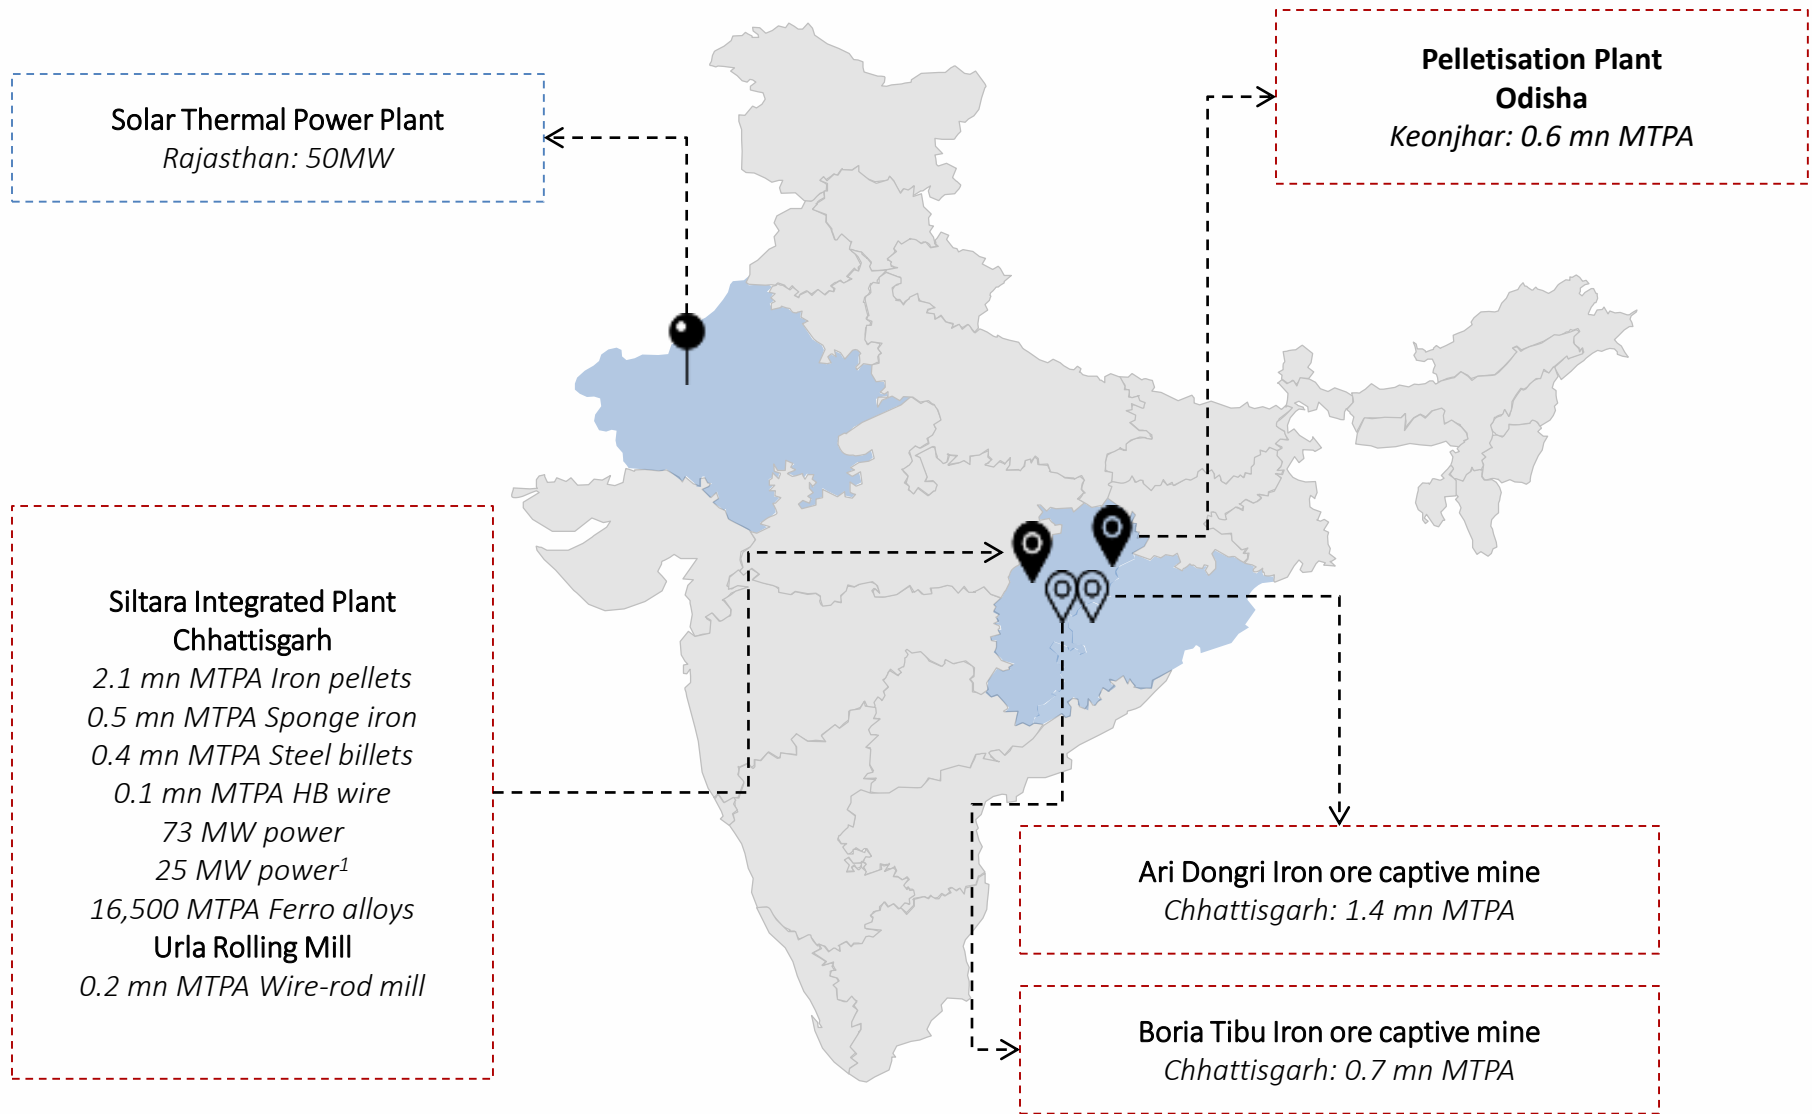 Solar Thermal Power Plant
Rajasthan: 50MW
Pelletisation Plant
Odisha
Keonjhar: 0.6 mn MTPA
Siltara Integrated Plant
Chhattisgarh
2.1 mn MTPA Iron pellets
0.5 mn MTPA Sponge iron
0.4 mn MTPA Steel billets
0.1 mn MTPA HB wire
73 MW power
25 MW power¹
16,500 MTPA Ferro alloys
Urla Rolling Mill
0.2 mn MTPA Wire-rod mill
Ari Dongri Iron ore captive mine
Chhattisgarh: 1.4 mn MTPA
Boria Tibu Iron ore captive mine
Chhattisgarh: 0.7 mn MTPA